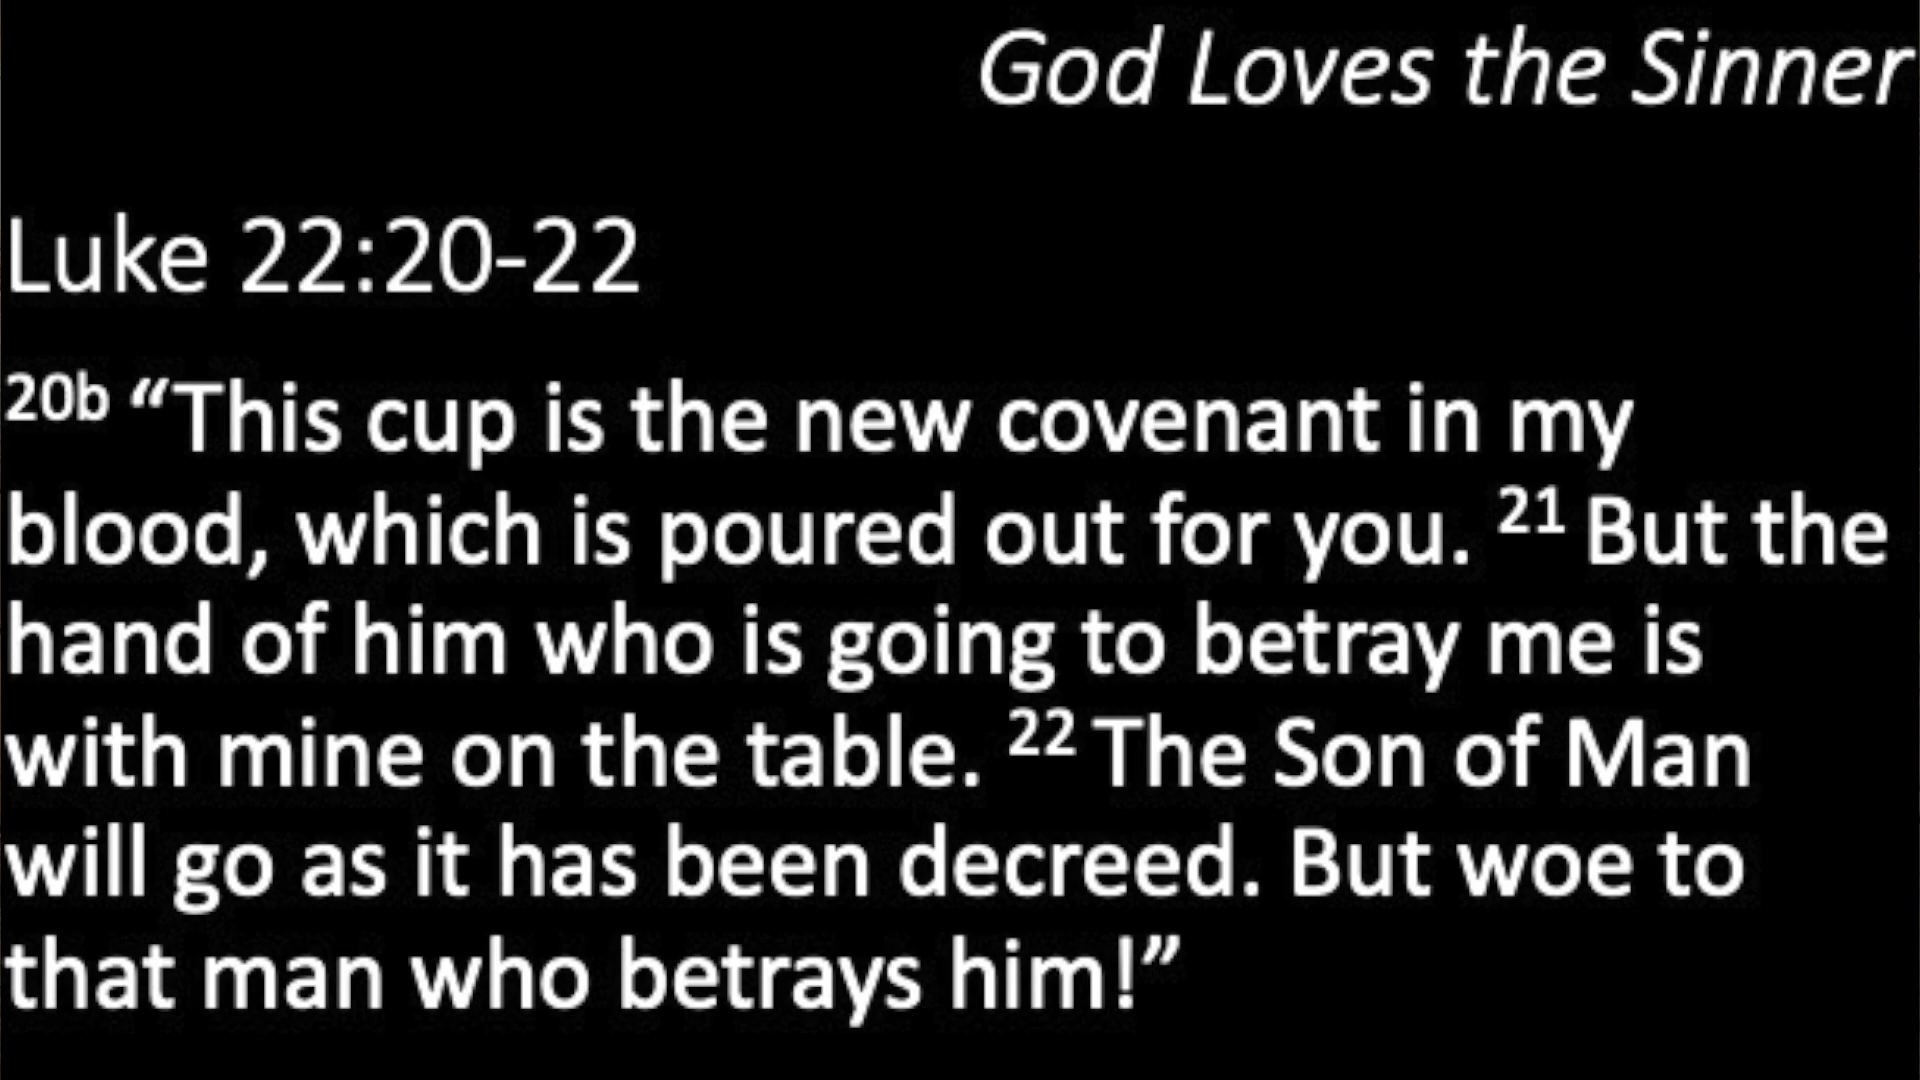 God Loves the Sinner
Luke 22:20-22
20b “This cup is the new covenant in my
blood, which is poured out for you. 21 But the
hand of him who is going to betray me is
with mine on the table. 22 The Son of Man
will go as it has been decreed. But woe to
that man who betrays him!”